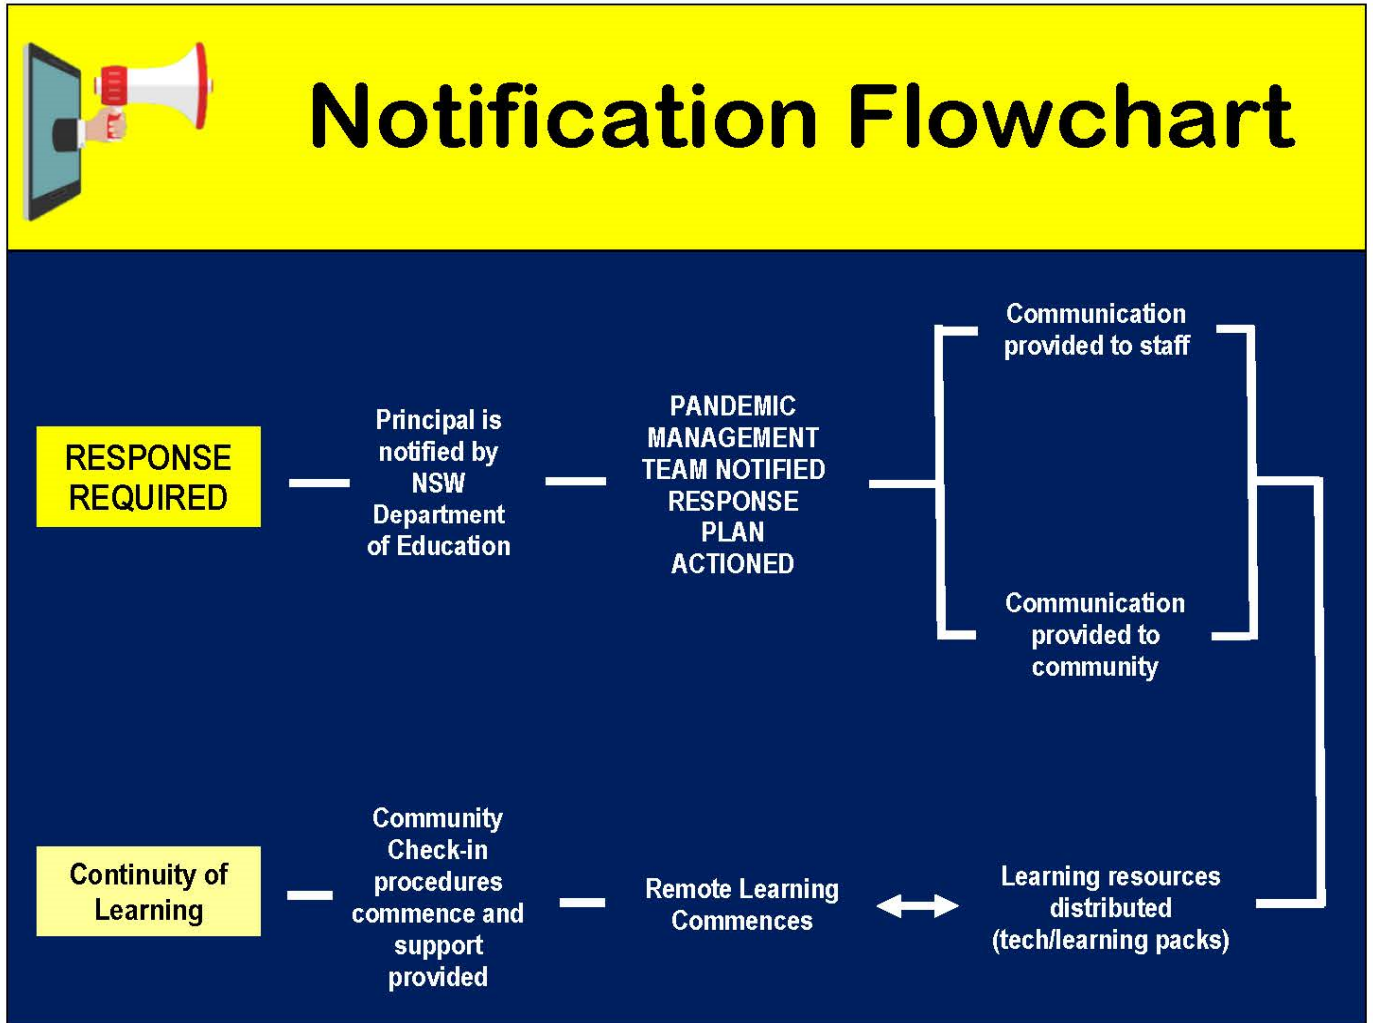 Notification Flowchart
RESPONSE
REQUIRED
Principal is
notified by
NSW
Department
of Education
PANDEMIC
MANAGEMENT
TEAM NOTIFIED
RESPONSE
PLAN
ACTIONED
Communication
provided to staff
Communication
provided to
community
Learning resources
distributed
(tech/learning packs)
Remote Learning
Commences
Community
Check-in
procedures
commence and
support
provided
Continuity of
Learning